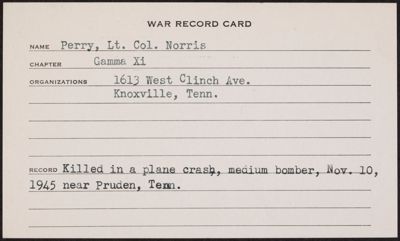 WAR RECORD CARD
NAME Perry, Lt. Col. Norris
CHAPTER Gamma Xi
ORGANIZATIONS 1613 West Clinch Ave.
Knoxville, Tenn.
RECORD Killed in a plane crash, medium bomber, Nov. 10,
1945 near Pruden, Tenn.